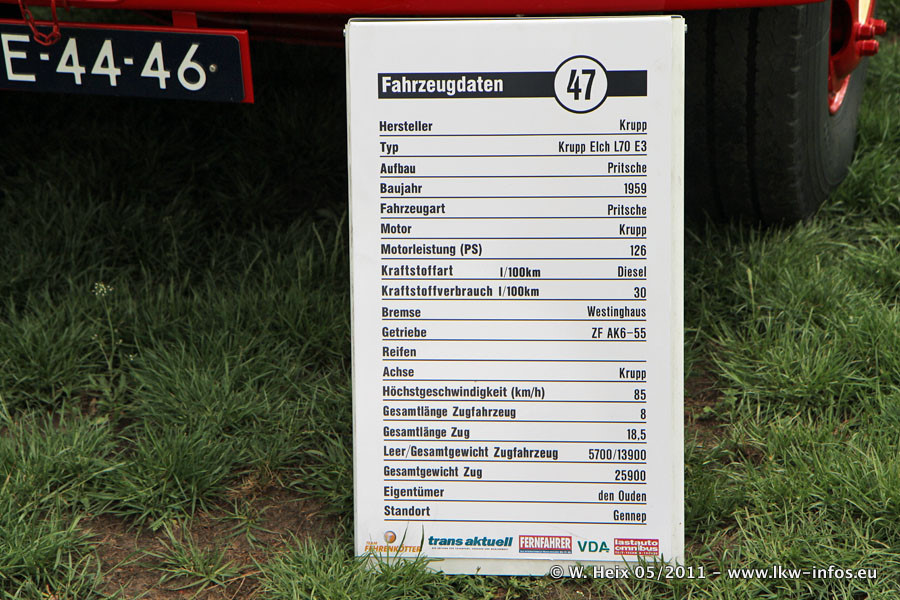 E-44-46
Fahrzeugdaten 47
Hersteller Krupp
Typ Krupp Elch L70 E3
Aufbau Pritsche
Baujahr 1959
Fahrzeugart Pritsche
Motor Krupp
Motorleistung (PS) 126
Kraftstoffart l/100km Diesel
Kraftstoffverbrauch l/100km 30
Bremse Westinghaus
Getriebe ZF AK6-55
Reifen
Achse Krupp
Höchstgeschwindigkeit (km/h) 85
Gesamtlänge Zugfahrzeug 8
Gesamtlänge Zug 18,5
Leer/Gesamtgewicht Zugfahrzeug 5700/13900
Gesamtgewicht Zug 25900
Eigentümer den Ouden
Standort Gennep
FEHRENKÖTTER trans aktuell FERNFAHRER VDA lastauto omnibus
© W. Heix 05/2011 - www.lkw-infos.eu